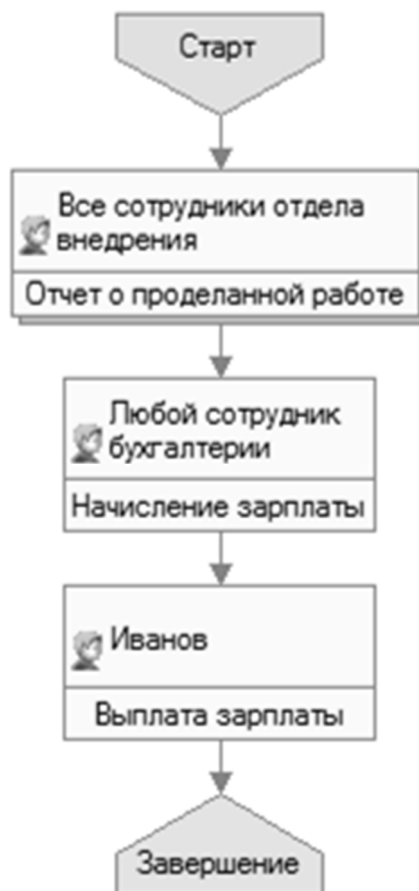 Старт
Все сотрудники отдела
внедрения
Отчет о проделанной работе
Любой сотрудник
бухгалтерии
Начисление зарплаты
Иванов
Выплата зарплаты
Завершение